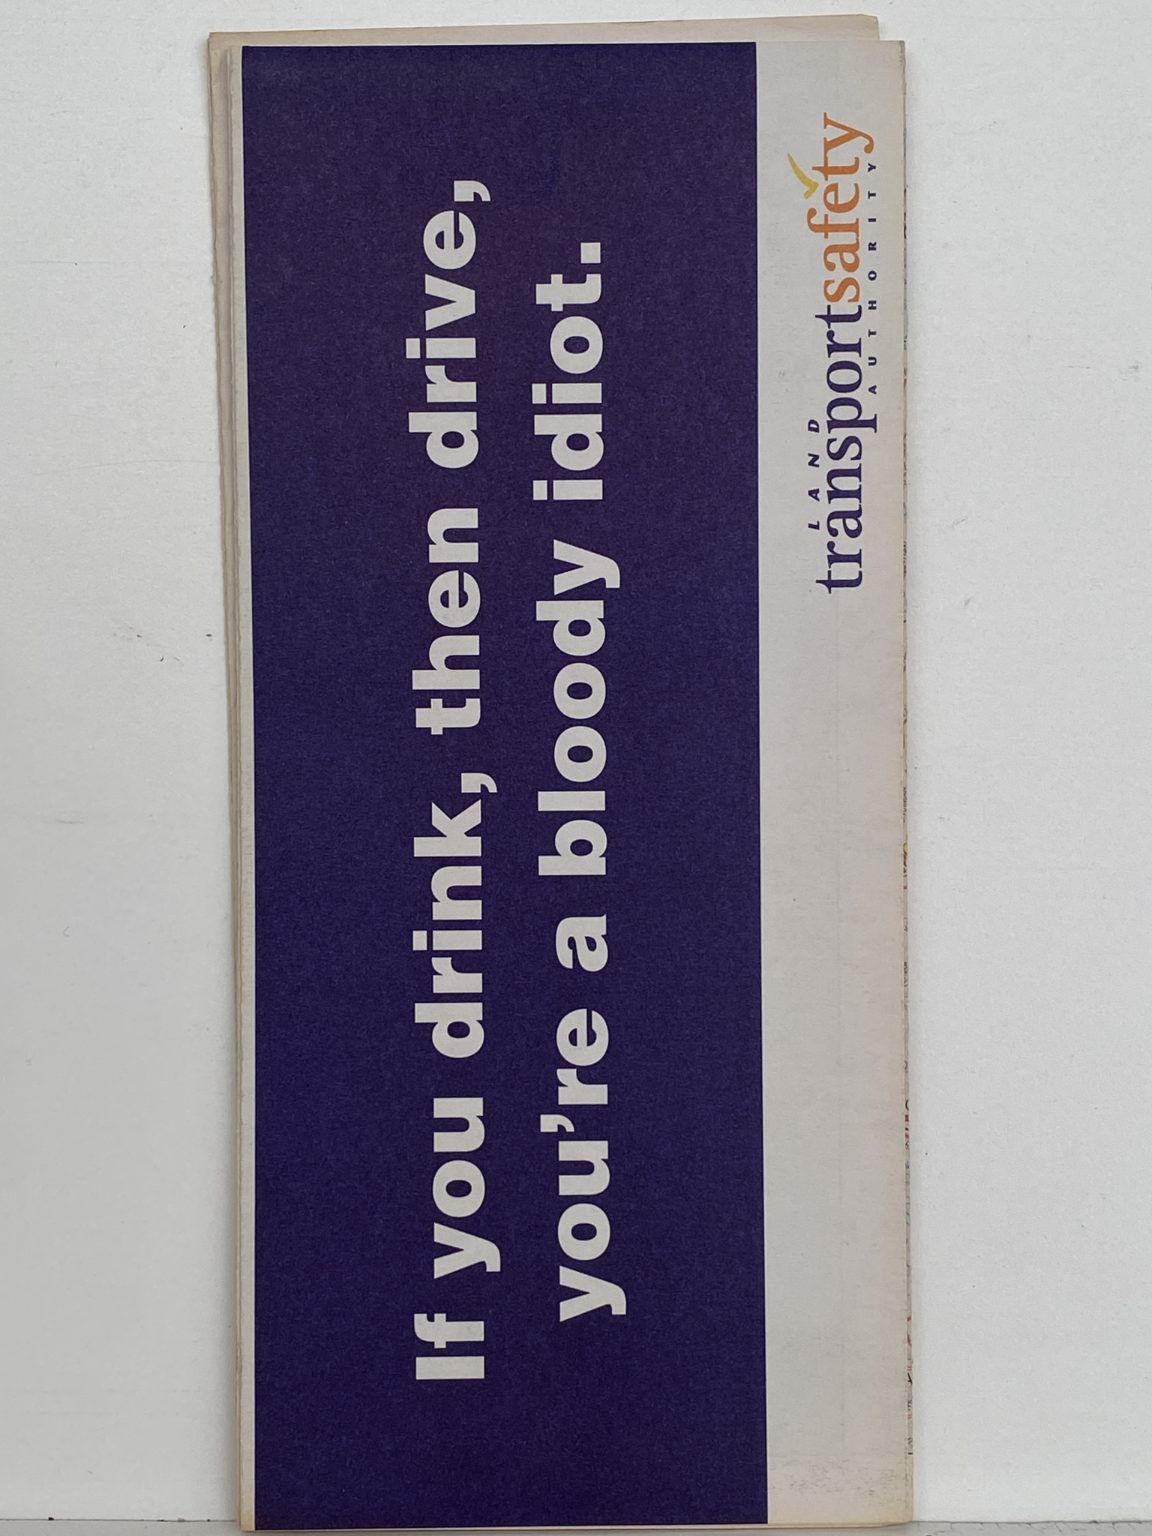 If you drink, then drive,
you're a bloody idiot.
LAND
transportsafety
AUTHORITY